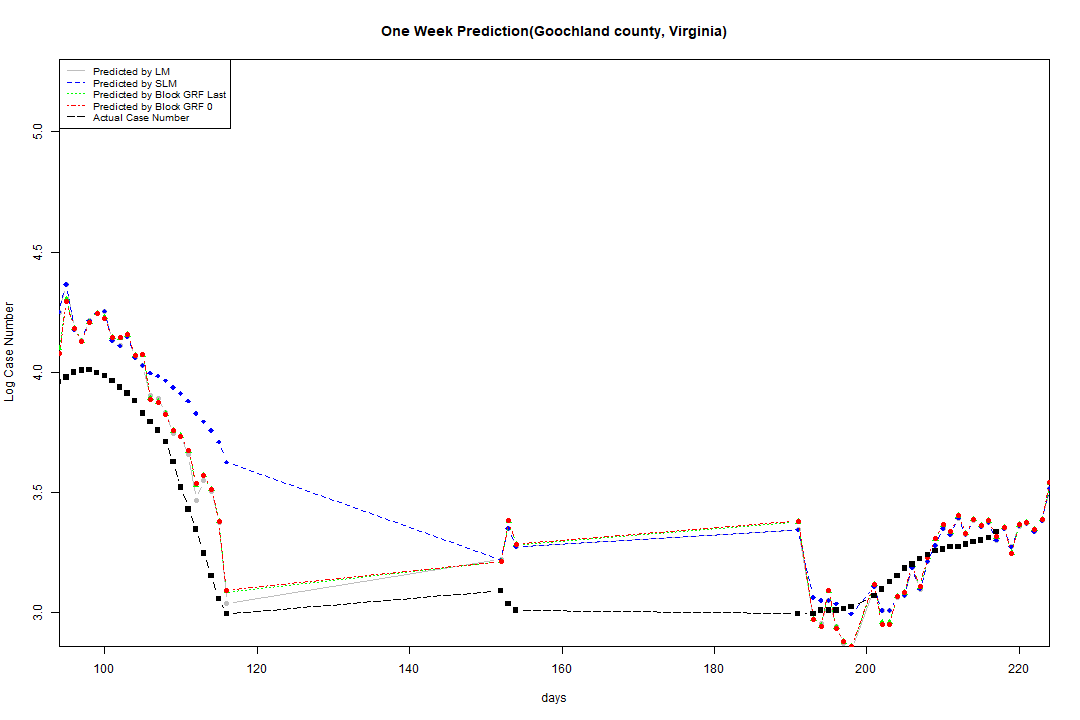 One Week Prediction(Goochland county, Virginia)
Predicted by LM
Predicted by SLM
Predicted by Block GRF Last
Predicted by Block GRF 0
Actual Case Number
5.0
4.5
4.0
3.5
3.0
Log Case Number
100 120 140 160 180 200 220
days